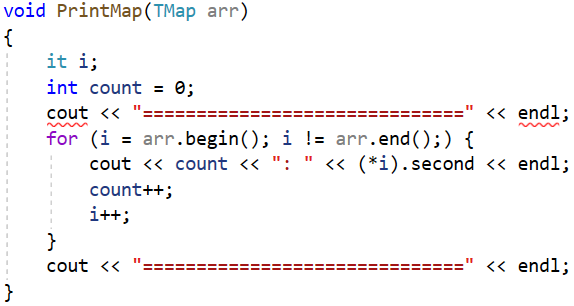 void PrintMap(TMap arr)
{
    it i;
    int count = 0;
    cout << "==============================" << endl;
    for (i = arr.begin(); i != arr.end();) {
        cout << count << ": " << (*i).second << endl;
        count++;
        i++;
    }
    cout << "==============================" << endl;
}